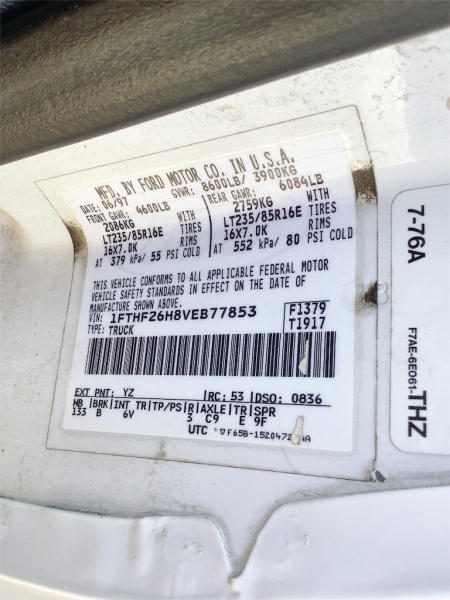 MFD. BY FORD MOTOR CO. IN U.S.A.
DATE: 06/97 GVWR: 8600LB/ 3900KG
FRONT GAWR: 4600LB REAR GAWR: 6084LB
2086KG WITH 2759KG WITH
LT235/85R16E TIRES LT235/85R16E TIRES
16X7.0K RIMS 16X7.0K RIMS
AT 379 kPa/ 55 PSI COLD AT 552 kPa/ 80 PSI COLD
THIS VEHICLE CONFORMS TO ALL APPLICABLE FEDERAL MOTOR
VEHICLE SAFETY STANDARDS IN EFFECT ON THE DATE OF
MANUFACTURE SHOWN ABOVE.
VIN: 1FTHF26H8VEB77853 F1379
TYPE: TRUCK T1917
EXT PNT: YZ RC: 53 DSO: 0836
WB BRK INT TR TP/PS R AXLE TR SPR
133 B 6V 3 C9 E 9F
UTC
7-76A
F7AE-6E061-THZ